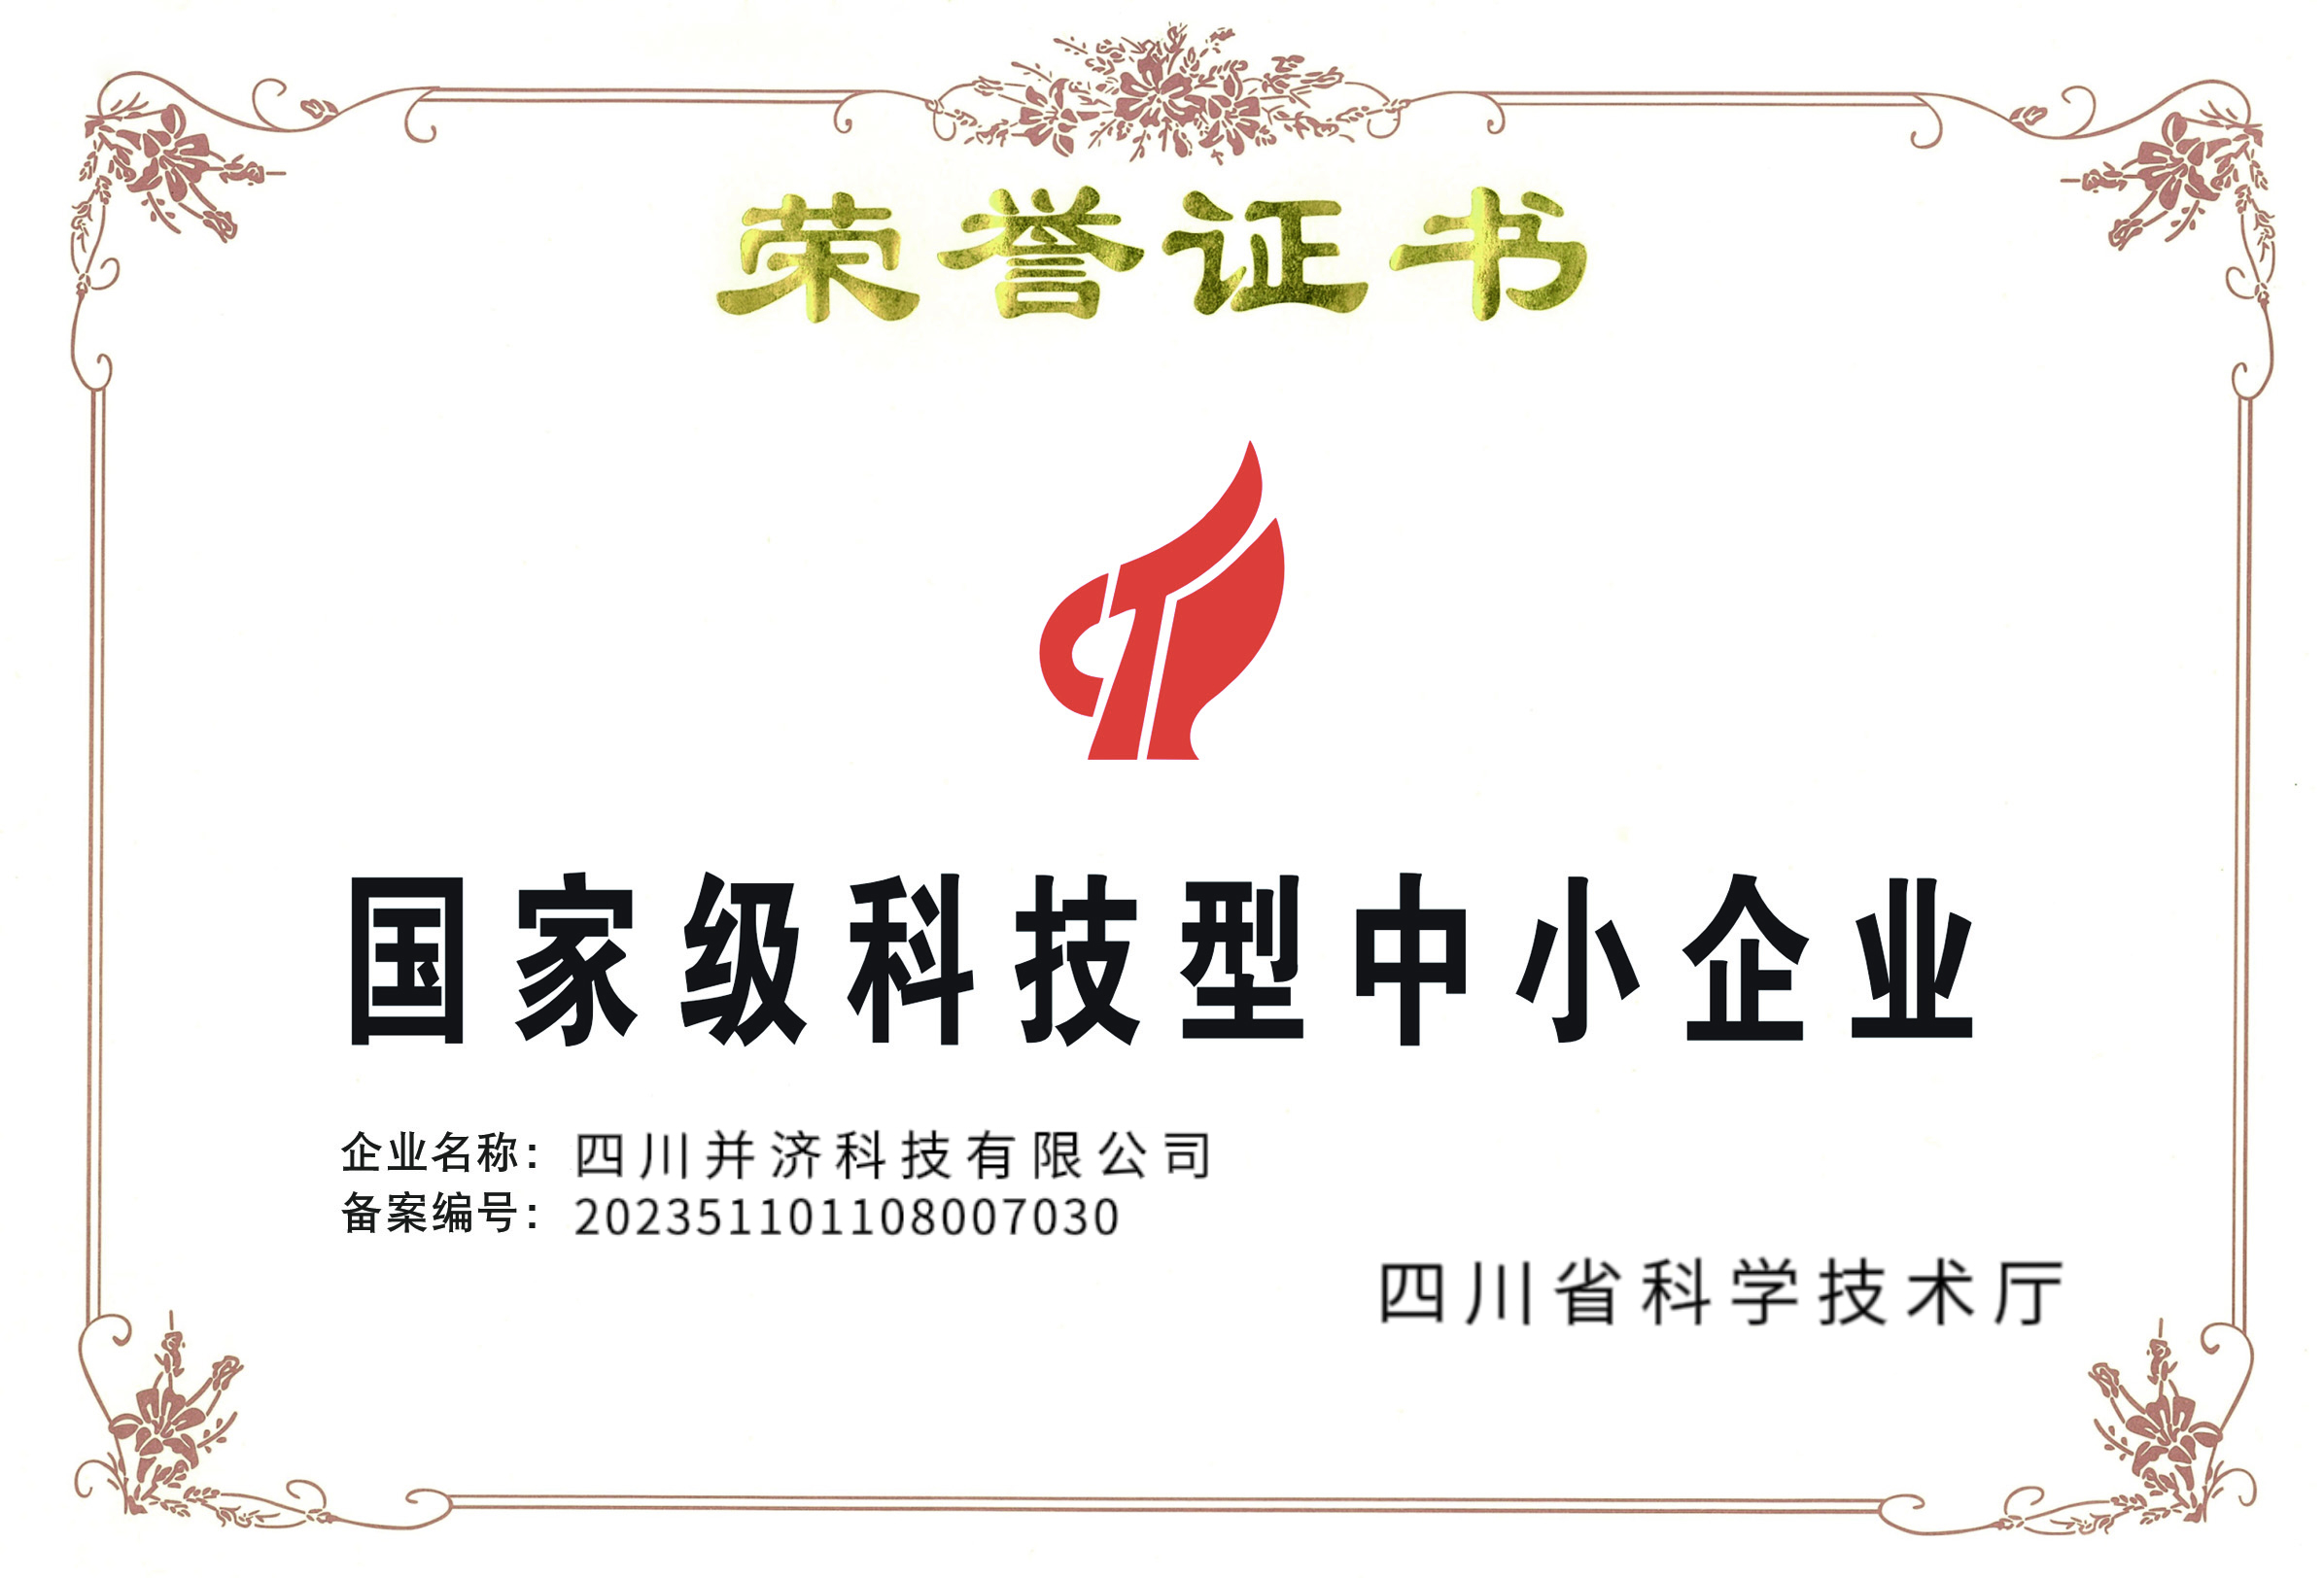 荣誉证书
国家级科技型中小企业
企业名称：四川并济科技有限公司
备案编号：202351101108007030
四川省科学技术厅